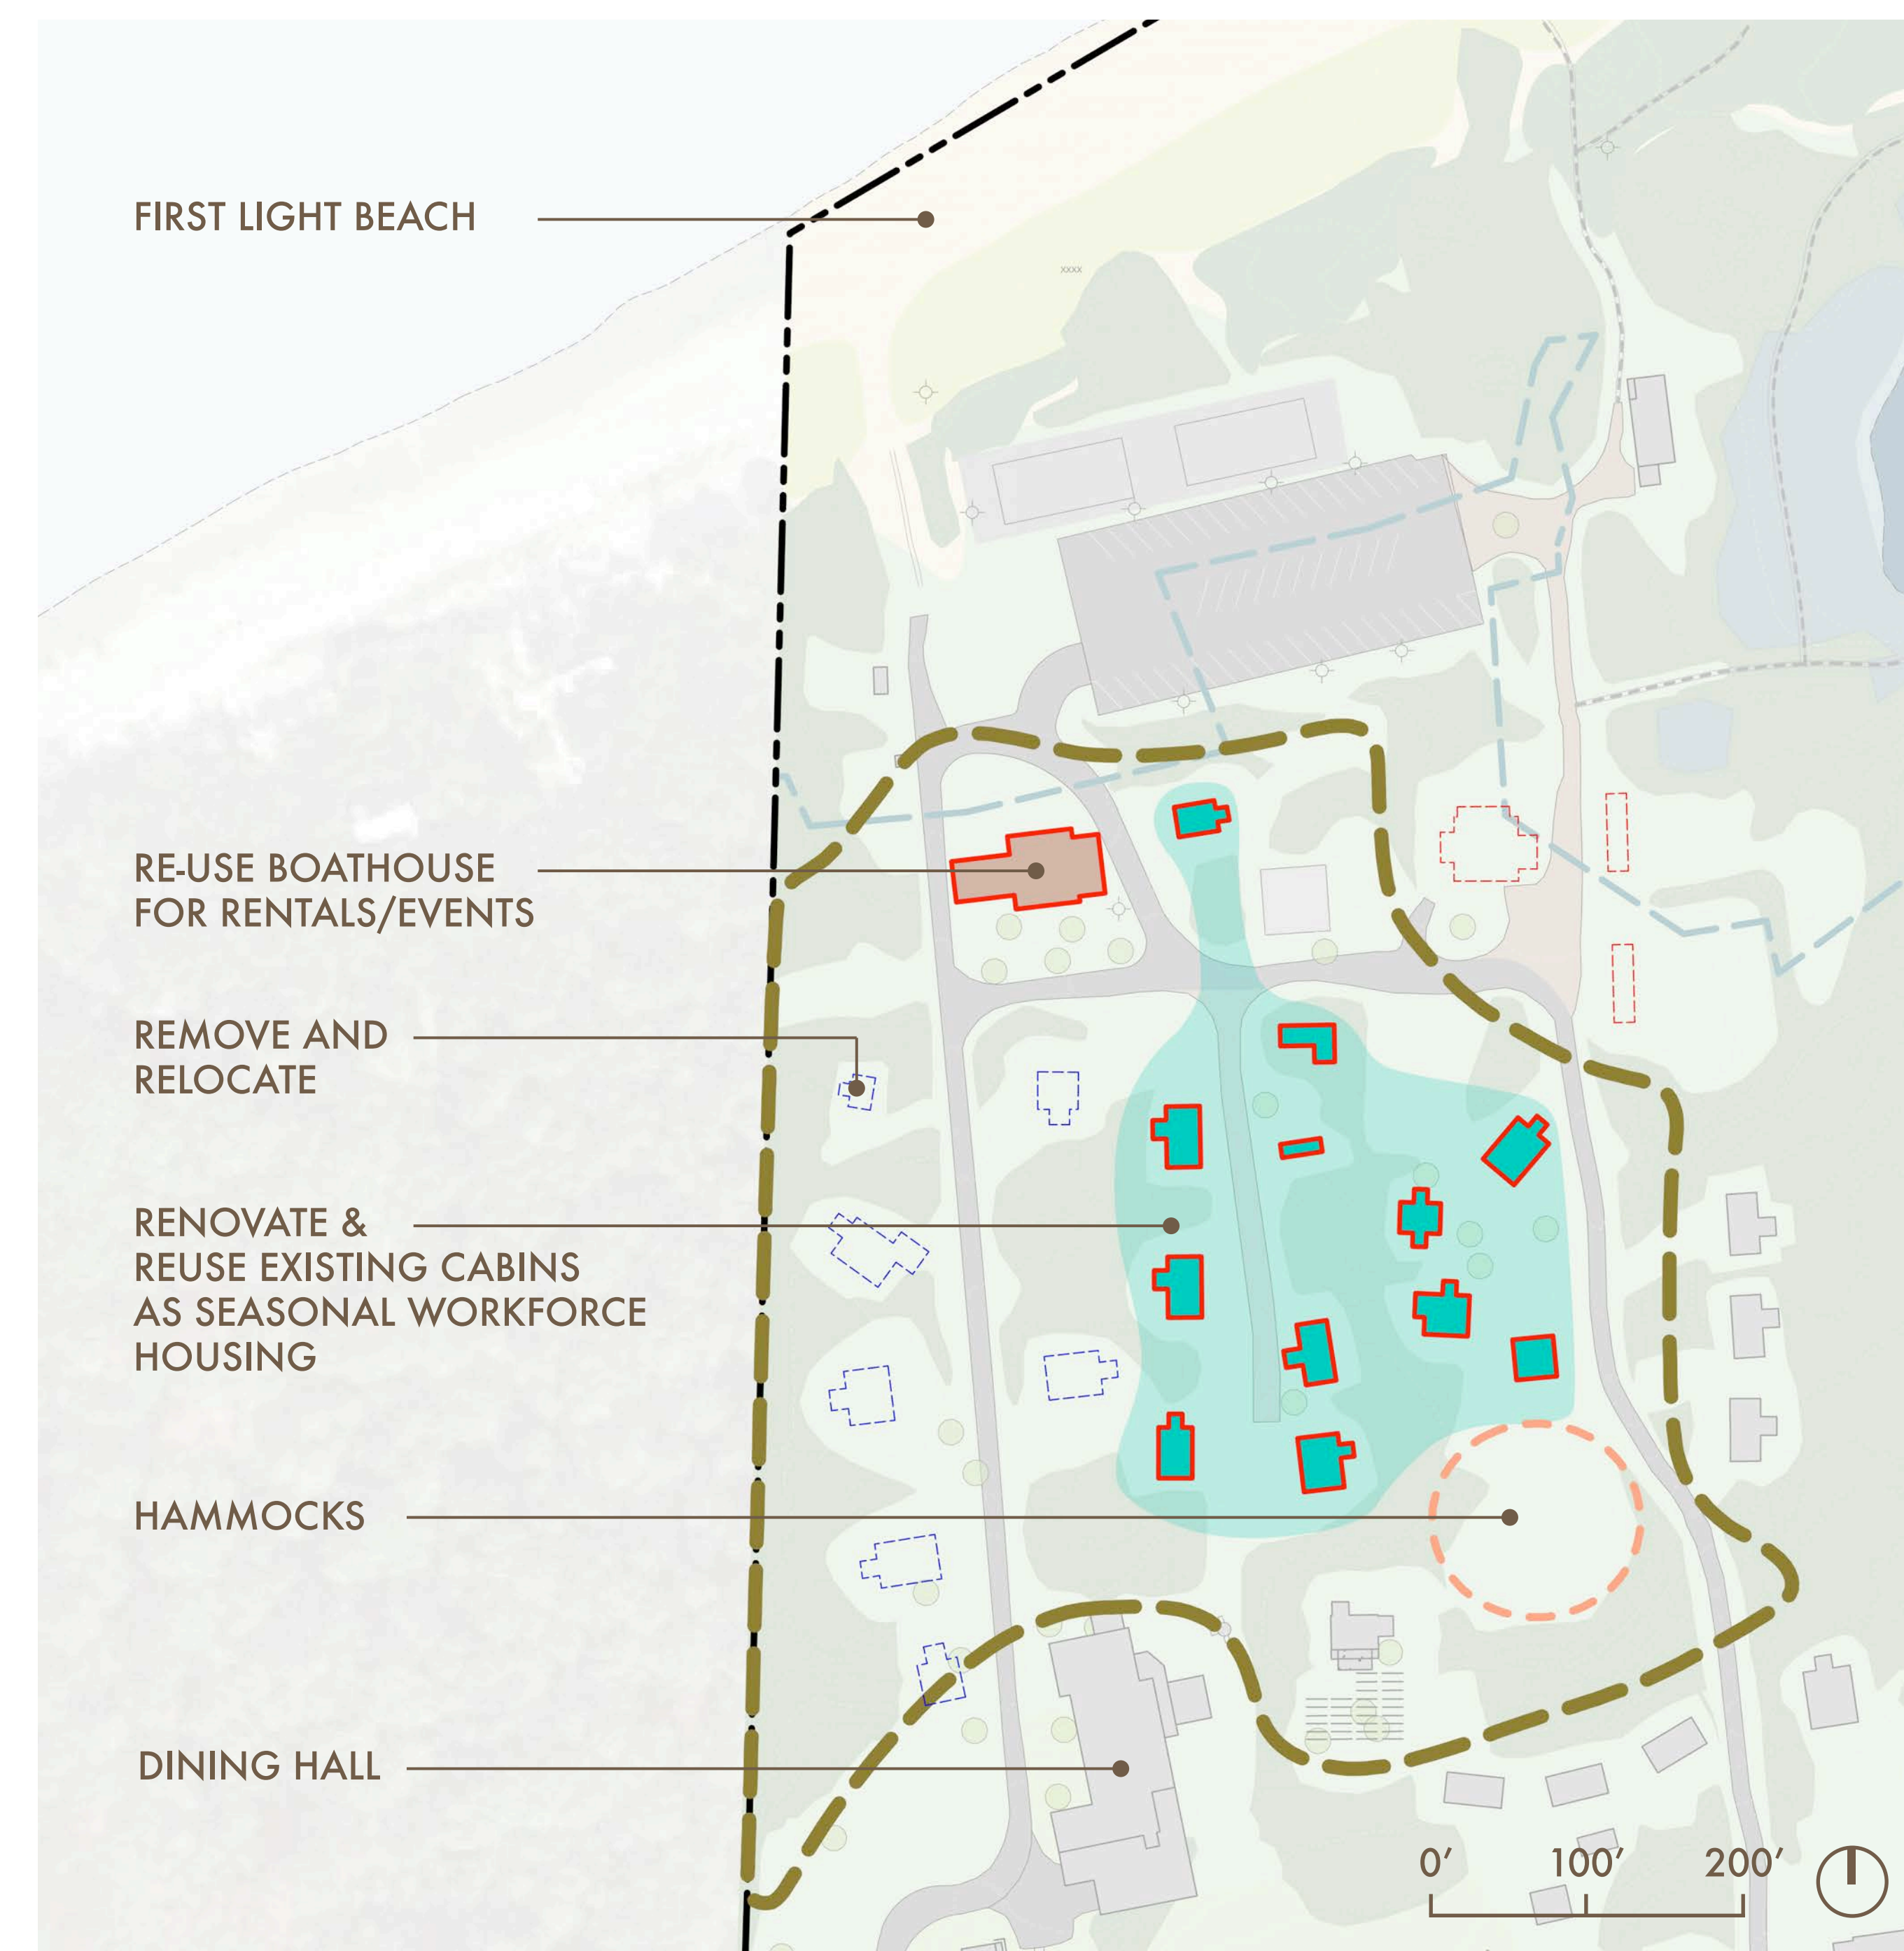 FIRST LIGHT BEACH
xxxx
RE-USE BOATHOUSE
FOR RENTALS/EVENTS
REMOVE AND
RELOCATE
RENOVATE &
REUSE EXISTING CABINS
AS SEASONAL WORKFORCE
HOUSING
HAMMOCKS
DINING HALL
0' 100' 200'